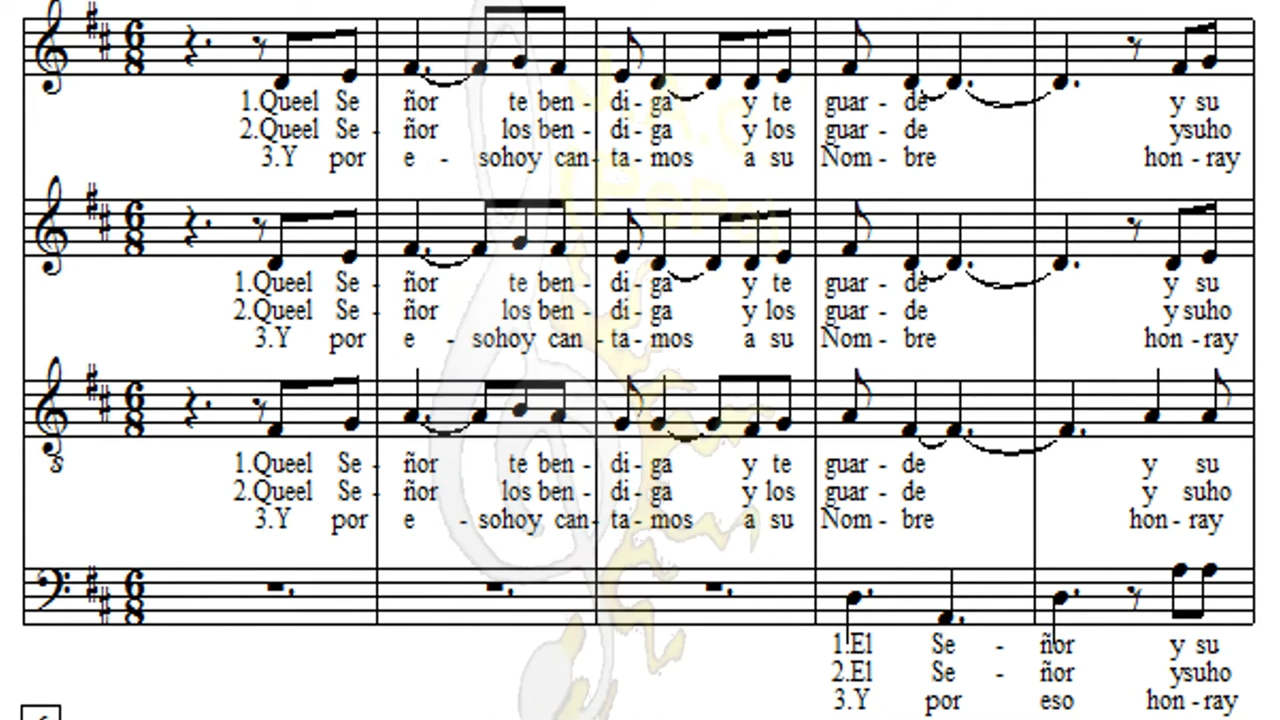 1.Queel Se ñor te ben - di - ga y te guar - de y su
2.Queel Se - ñor los ben - di - ga y los guar - de ysuho
3.Y por e - sohoy can - ta - mos a su Nom - bre hon - ray
1.Queel Se - ñor te ben - di - ga y te guar - de y su
2.Queel Se - ñor los ben - di - ga y los guar - de y suho
3.Y por e - sohoy can - ta - mos a su Nom - bre hon - ray
8
1.Queel Se - ñor te ben - di - ga y te guar - de y su
2.Queel Se - ñor los ben - di - ga y los guar - de y suho
3.Y por e - sohoy can - ta - mos a su Nom - bre hon - ray
1.El Se - ñor y su
2.El Se - ñor ysuho
3.Y por eso hon - ray